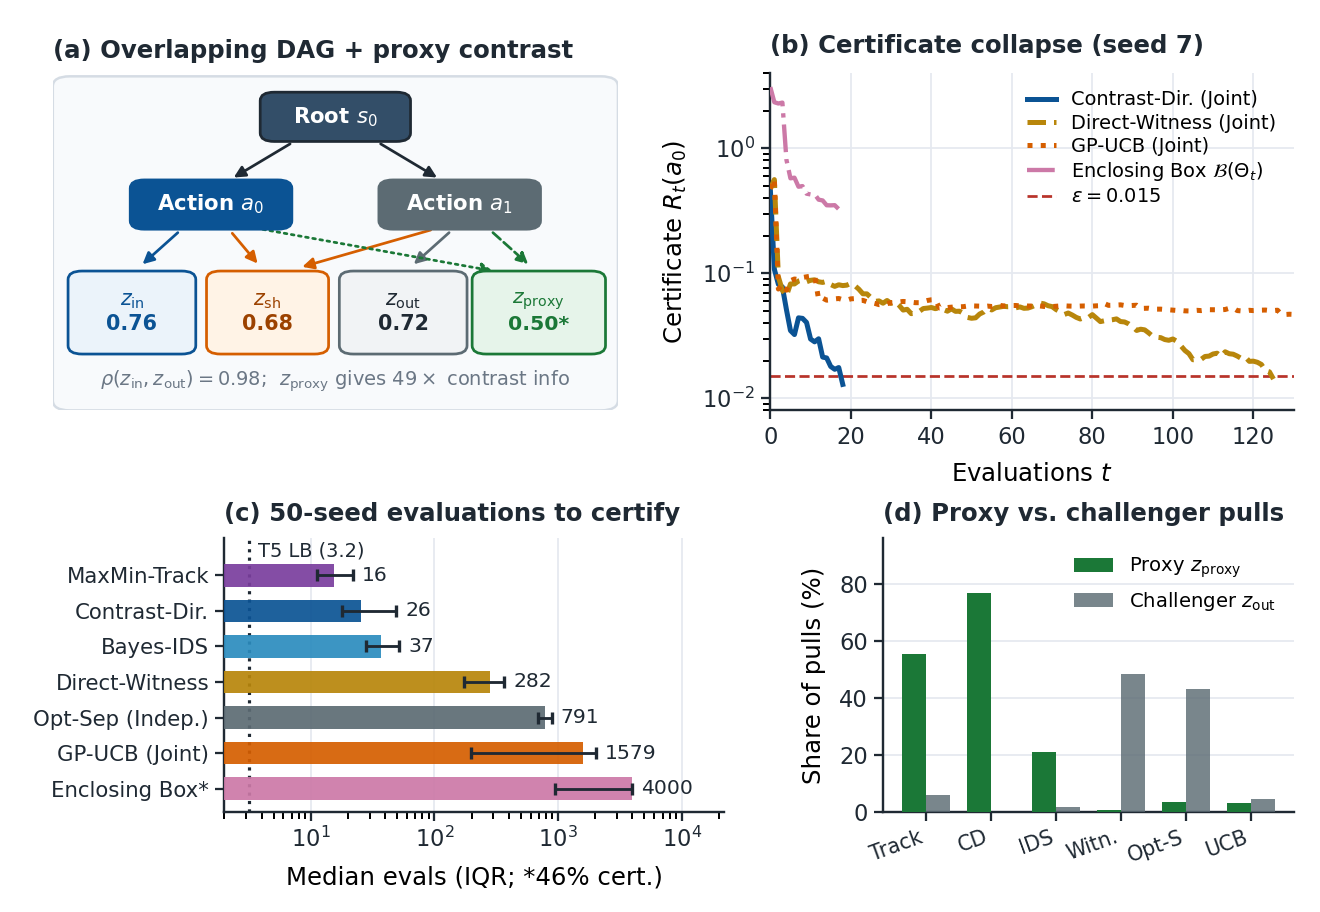 (a) Overlapping DAG + proxy contrast
Root s₀
Action a₀
Action a₁
z_in
0.76
z_sh
0.68
z_out
0.72
z_proxy
0.50*
ρ(z_in, z_out) = 0.98; z_proxy gives 49× contrast info
(b) Certificate collapse (seed 7)
Certificate R_t(a₀)
10⁰
10⁻¹
10⁻²
Contrast-Dir. (Joint)
Direct-Witness (Joint)
GP-UCB (Joint)
Enclosing Box ℬ(Θ_t)
ε = 0.015
0 20 40 60 80 100 120
Evaluations t
(c) 50-seed evaluations to certify
T5 LB (3.2)
MaxMin-Track 16
Contrast-Dir. 26
Bayes-IDS 37
Direct-Witness 282
Opt-Sep (Indep.) 791
GP-UCB (Joint) 1579
Enclosing Box* 4000
10¹ 10² 10³ 10⁴
Median evals (IQR; *46% cert.)
(d) Proxy vs. challenger pulls
Share of pulls (%)
80
60
40
20
0
Proxy z_proxy
Challenger z_out
Track CD IDS Witn. Opt-S UCB